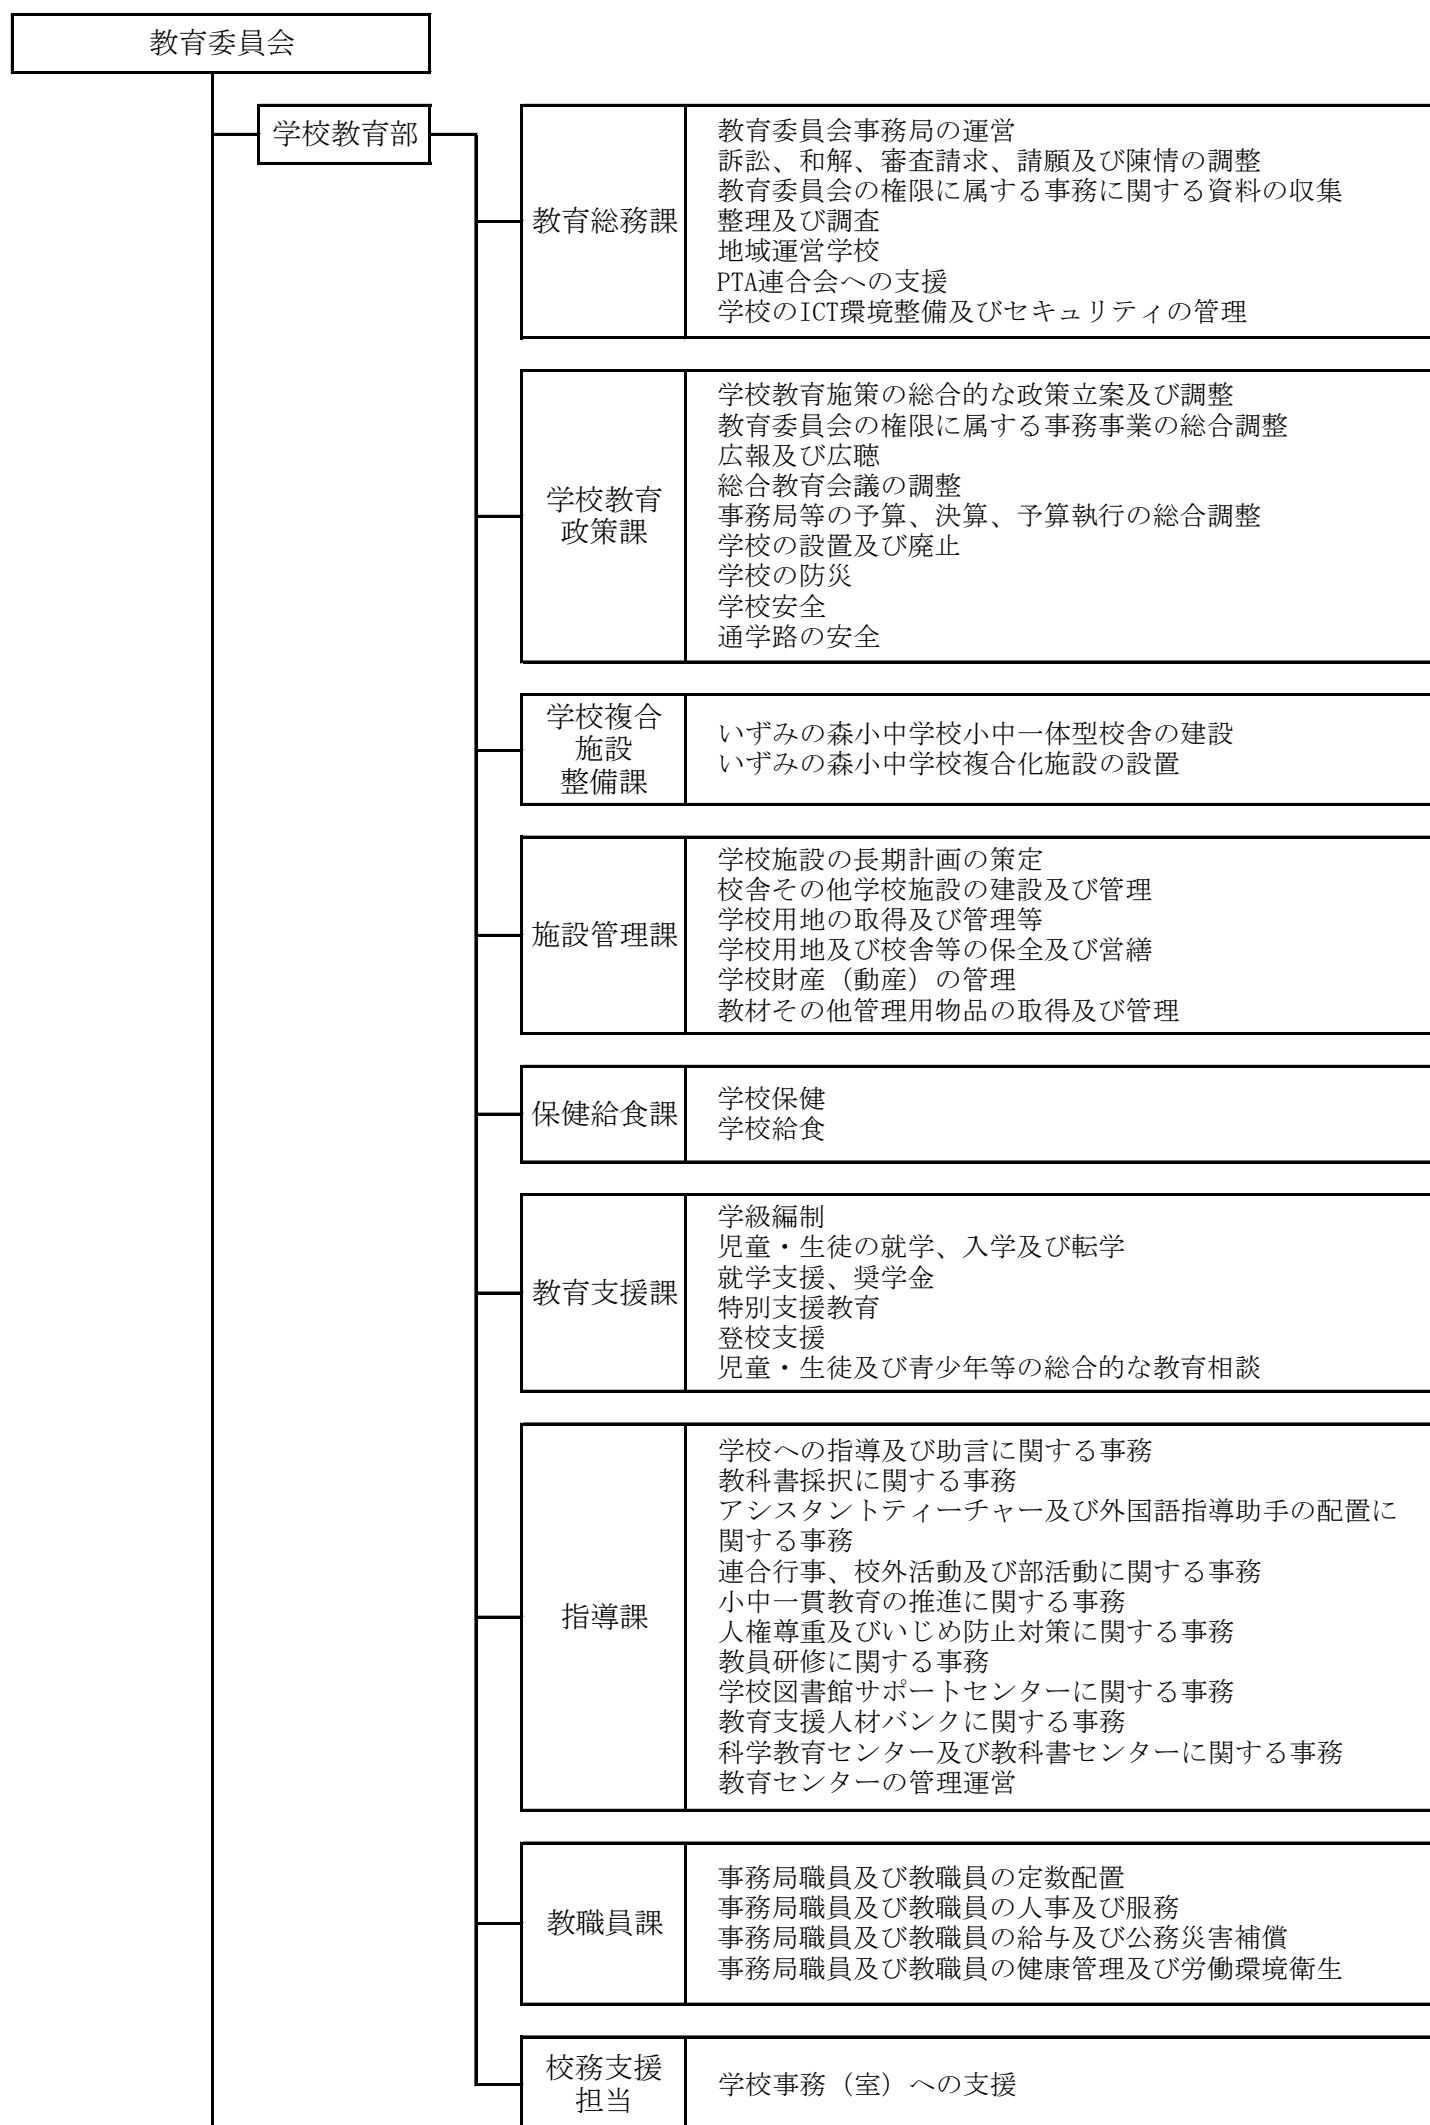 教育委員会
学校教育部
教育総務課
教育委員会事務局の運営
訴訟、和解、審査請求、請願及び陳情の調整
教育委員会の権限に属する事務に関する資料の収集
整理及び調査
地域運営学校
PTA連合会への支援
学校のICT環境整備及びセキュリティの管理
学校教育
政策課
学校教育施策の総合的な政策立案及び調整
教育委員会の権限に属する事務事業の総合調整
広報及び広聴
総合教育会議の調整
事務局等の予算、決算、予算執行の総合調整
学校の設置及び廃止
学校の防災
学校安全
通学路の安全
学校複合
施設
整備課
いずみの森小中学校小中一体型校舎の建設
いずみの森小中学校複合化施設の設置
施設管理課
学校施設の長期計画の策定
校舎その他学校施設の建設及び管理
学校用地の取得及び管理等
学校用地及び校舎等の保全及び営繕
学校財産（動産）の管理
教材その他管理用物品の取得及び管理
保健給食課
学校保健
学校給食
教育支援課
学級編制
児童・生徒の就学、入学及び転学
就学支援、奨学金
特別支援教育
登校支援
児童・生徒及び青少年等の総合的な教育相談
指導課
学校への指導及び助言に関する事務
教科書採択に関する事務
アシスタントティーチャー及び外国語指導助手の配置に
関する事務
連合行事、校外活動及び部活動に関する事務
小中一貫教育の推進に関する事務
人権尊重及びいじめ防止対策に関する事務
教員研修に関する事務
学校図書館サポートセンターに関する事務
教育支援人材バンクに関する事務
科学教育センター及び教科書センターに関する事務
教育センターの管理運営
教職員課
事務局職員及び教職員の定数配置
事務局職員及び教職員の人事及び服務
事務局職員及び教職員の給与及び公務災害補償
事務局職員及び教職員の健康管理及び労働環境衛生
校務支援
担当
学校事務（室）への支援